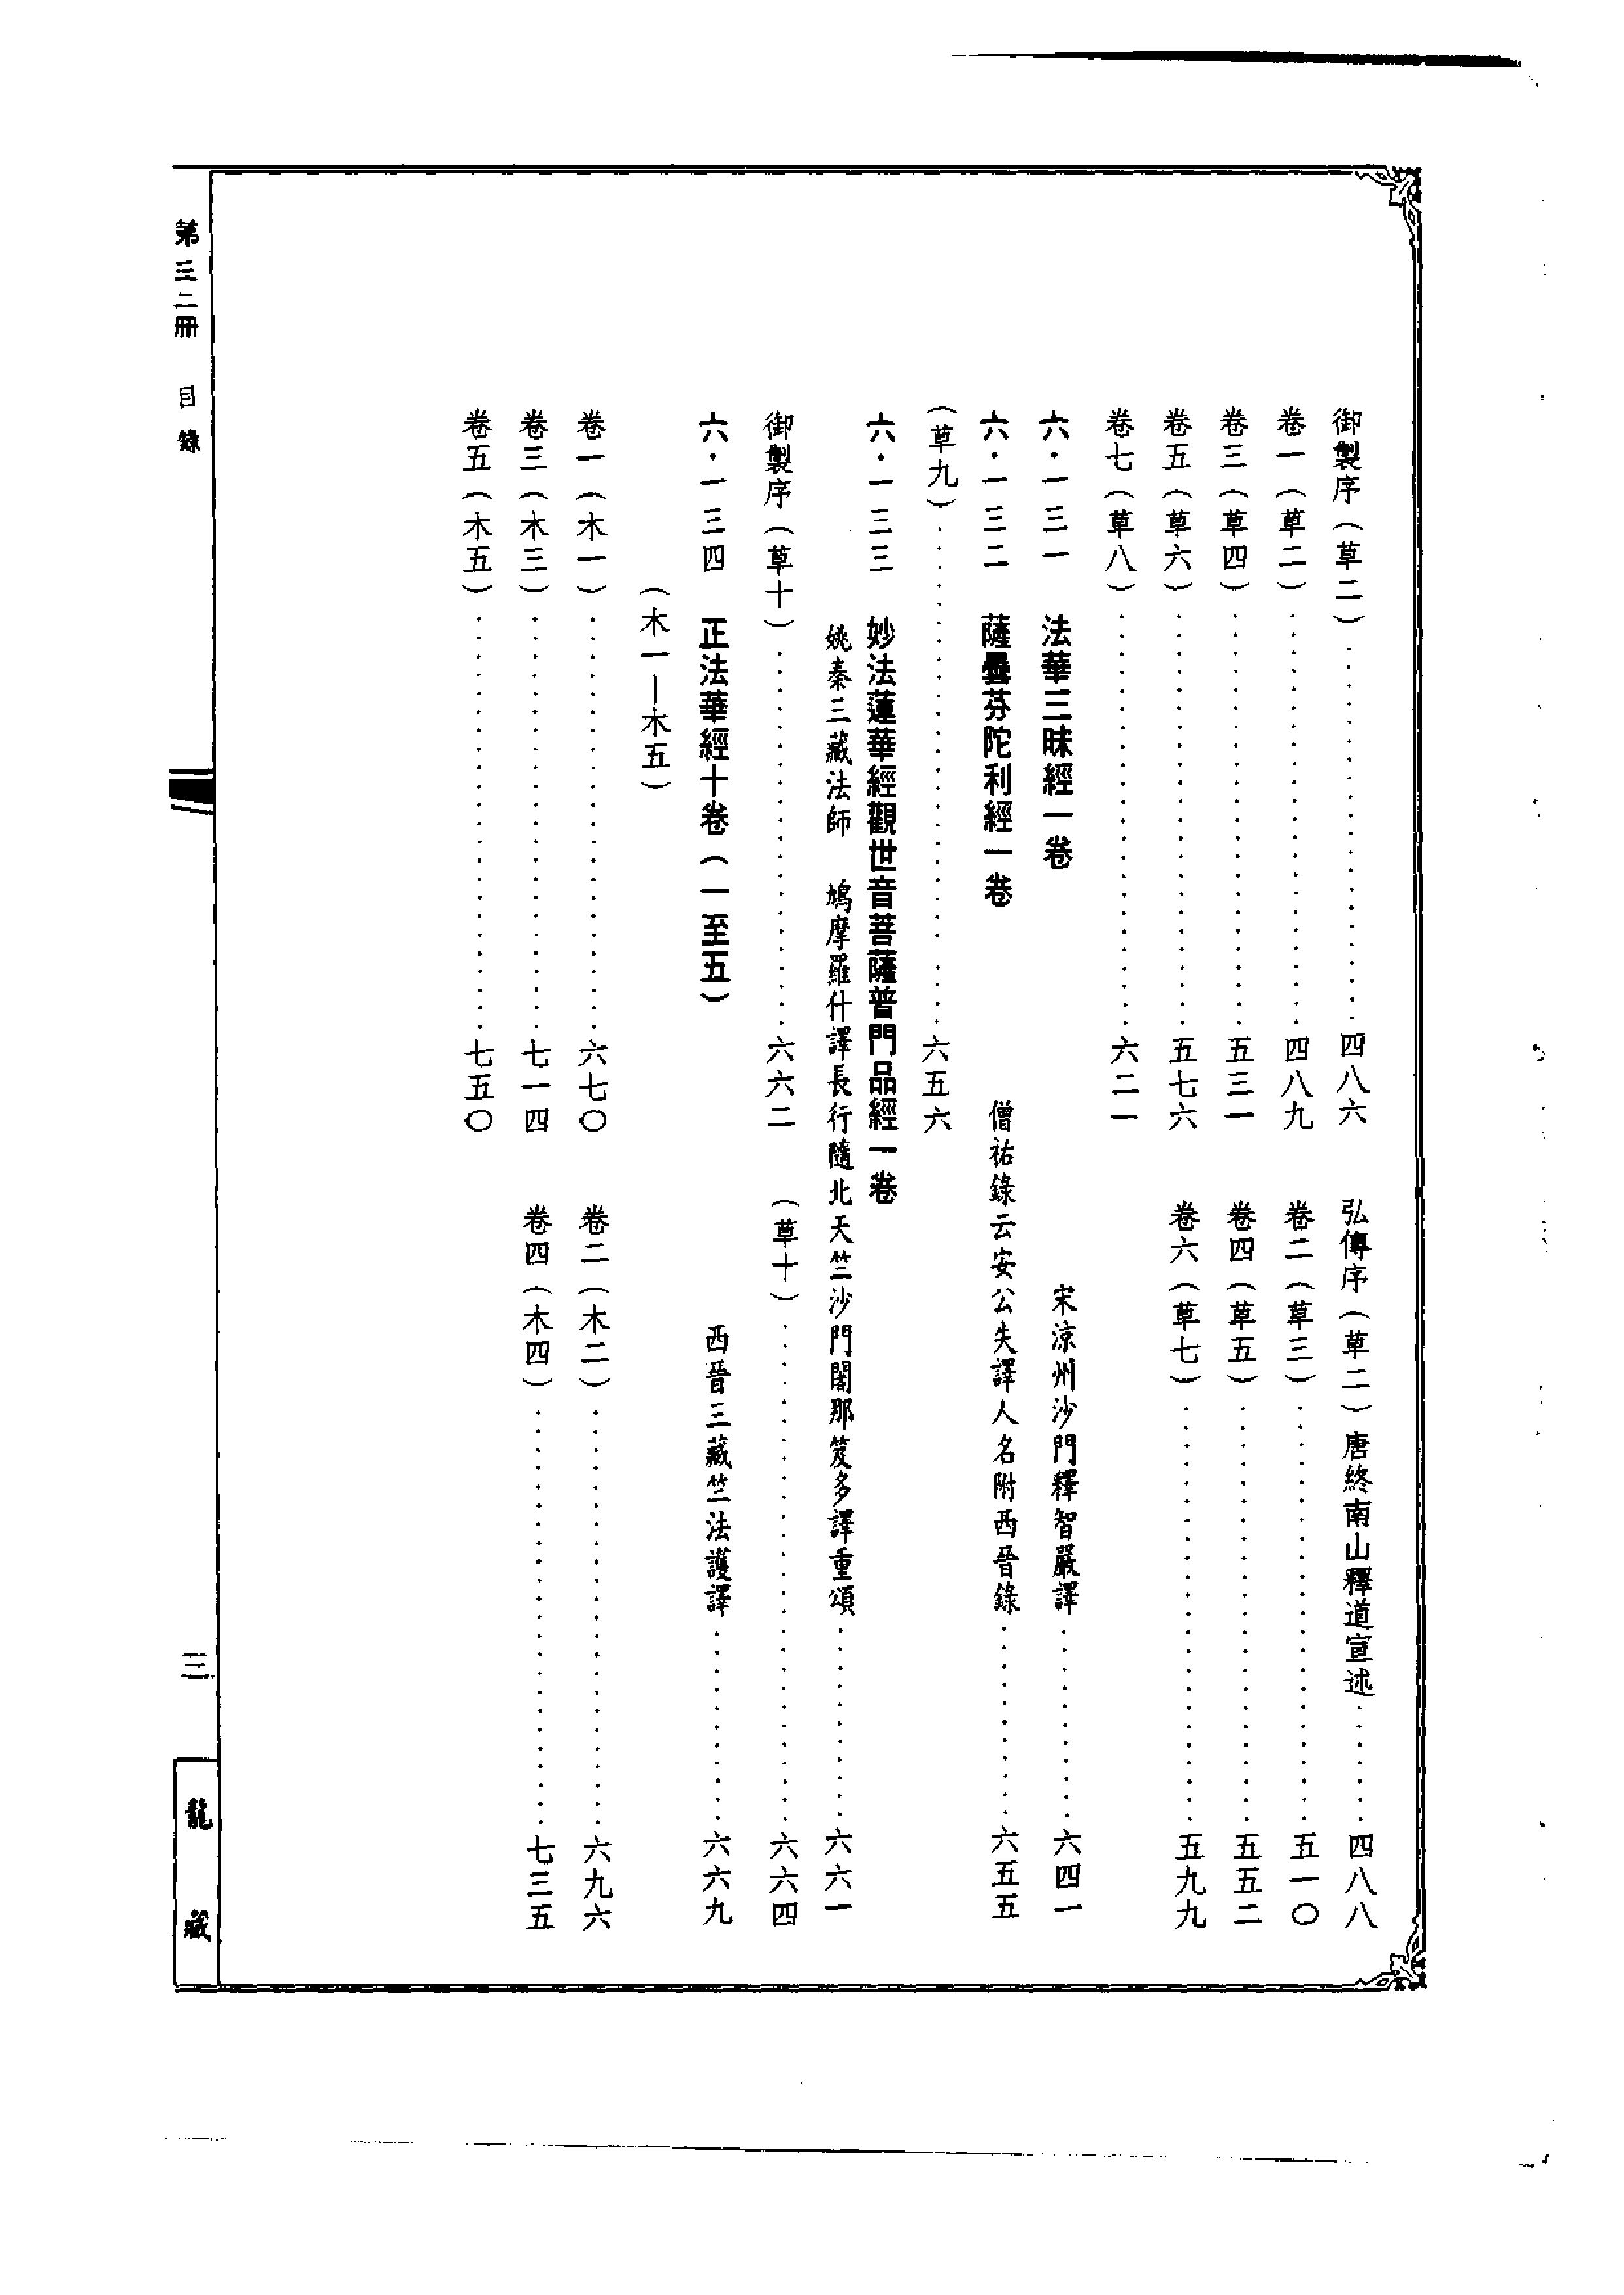 御製序（草二）……四八六　弘傳序（草二）唐終南山釋道宣述……四八八
卷一（草二）……四八九　卷二（草三）……五一〇
卷三（草四）……五三一　卷四（草五）……五五二
卷五（草六）……五七六　卷六（草七）……五九九
卷七（草八）……六二一
六·一三一　法華三昧經一卷　宋涼州沙門釋智嚴譯……六四一
六·一三二　薩曇芬陀利經一卷　僧祐錄云安公失譯人名附西晉錄……六五五
（草九）……六五六
六·一三三　妙法蓮華經觀世音菩薩普門品經一卷
姚秦三藏法師　鳩摩羅什譯長行隨北天竺沙門闍那笈多譯重頌……六六一
御製序（草十）……六六二　（草十）……六六四
六·一三四　正法華經十卷（一至五）　西晉三藏竺法護譯……六六九
（木一—木五）
卷一（木一）……六七〇　卷二（木二）……六九六
卷三（木三）……七一四　卷四（木四）……七三五
卷五（木五）……七五〇
第三二冊　目錄
三
龍藏